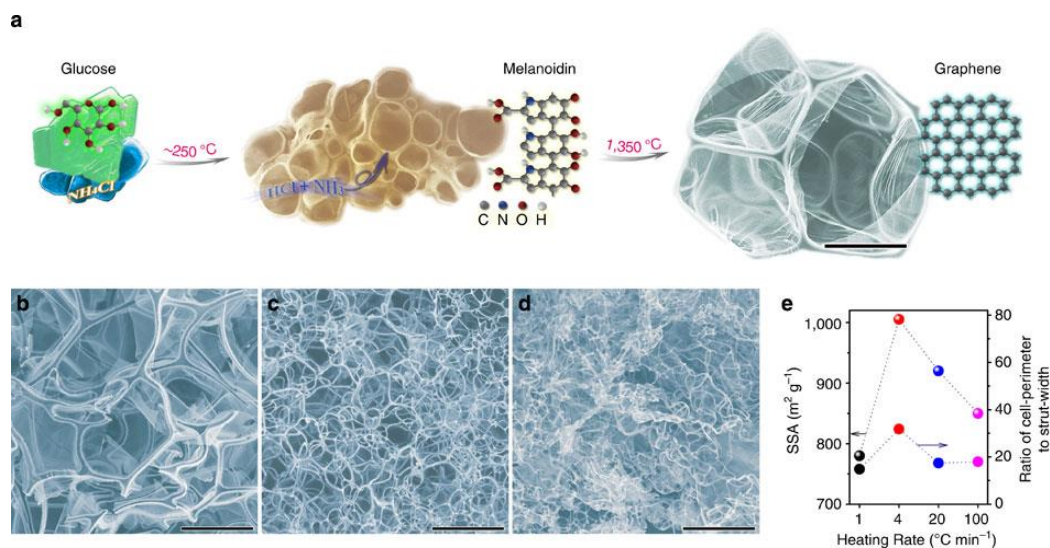 a
Glucose
NH₄Cl
~250 °C
HCl + NH₃
Melanoidin
C N O H
1,350 °C
Graphene
b
c
d
e
1,000
900
800
700
SSA (m² g⁻¹)
80
60
40
20
0
Ratio of cell-perimeter
to strut-width
1 4 20 100
Heating Rate (°C min⁻¹)